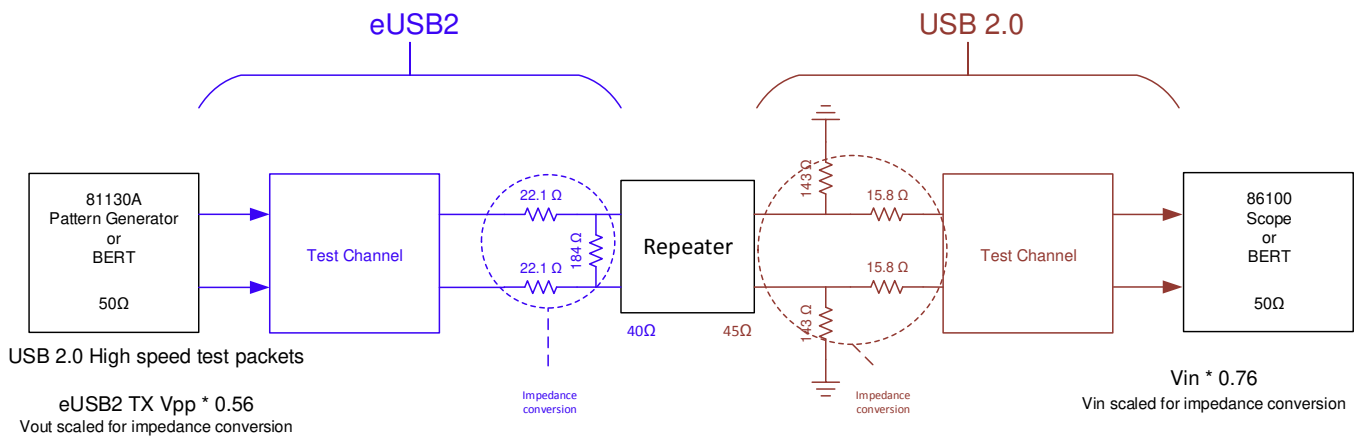 eUSB2
USB 2.0
81130A
Pattern Generator
or
BERT
50Ω
Test Channel
22.1 Ω
184 Ω
22.1 Ω
Repeater
40Ω
45Ω
143 Ω
15.8 Ω
15.8 Ω
143 Ω
Test Channel
86100
Scope
or
BERT
50Ω
USB 2.0 High speed test packets
eUSB2 TX Vpp * 0.56
Vout scaled for impedance conversion
Impedance
conversion
Impedance
conversion
Vin * 0.76
Vin scaled for impedance conversion